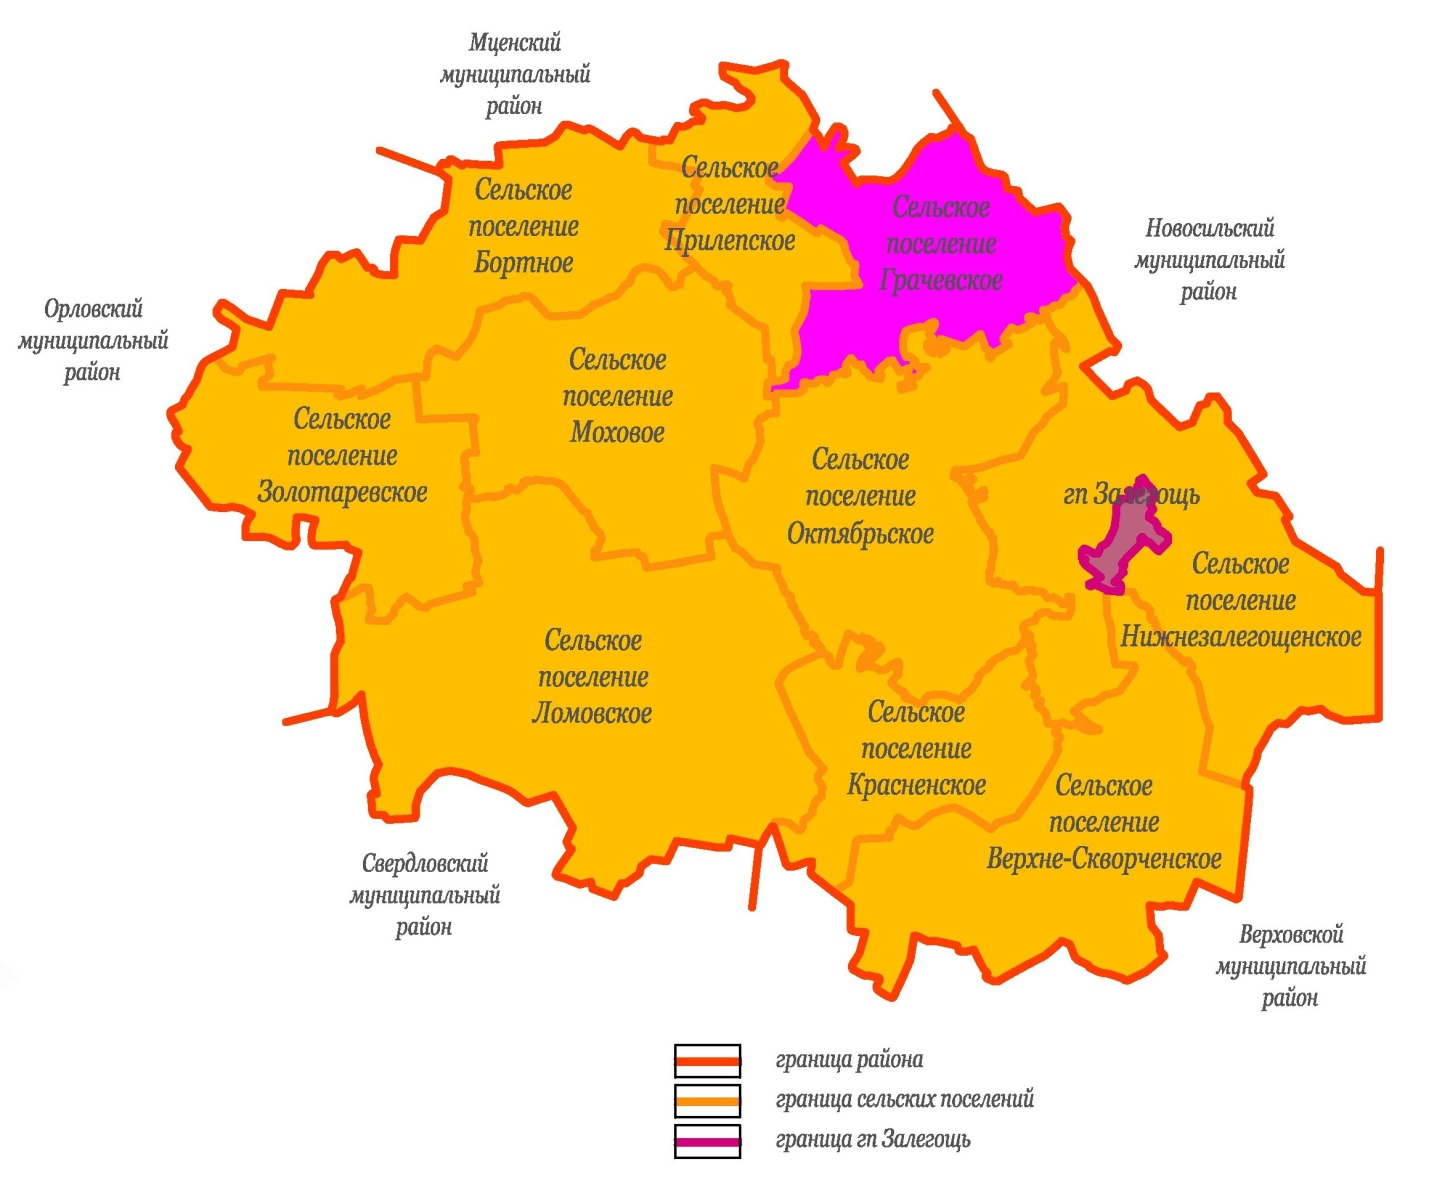 Мценский
муниципальный
район
Сельское
поселение
Прилепское
Сельское
поселение
Бортное
Сельское
поселение
Грачевское
Новосильский
муниципальный
район
Орловский
муниципальный
район
Сельское
поселение
Моховое
Сельское
поселение
Золотаревское
Сельское
поселение
Октябрьское
гп Залегощь
Сельское
поселение
Нижнезалегощенское
Сельское
поселение
Ломовское
Сельское
поселение
Красненское
Сельское
поселение
Верхне-Скворченское
Свердловский
муниципальный
район
Верховской
муниципальный
район
граница района
граница сельских поселений
граница гп Залегощь